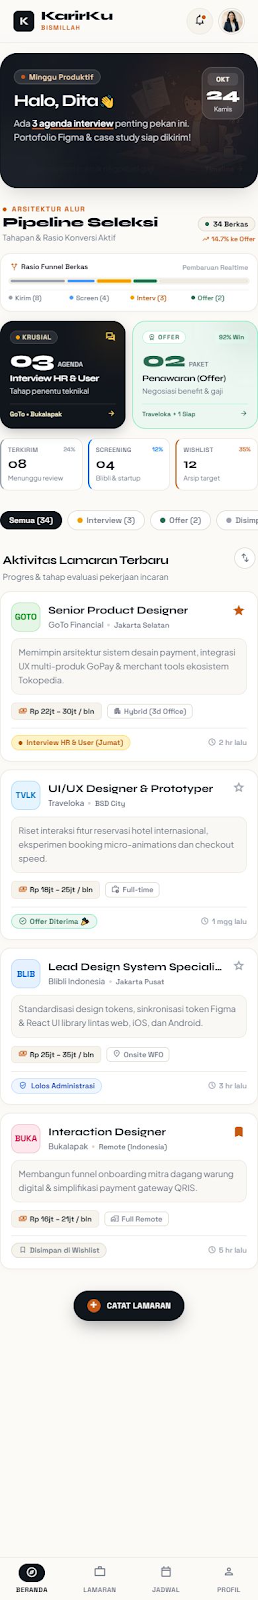 K KarirKu
BISMILLAH
Minggu Produktif
Halo, Dita👋
Ada 3 agenda interview penting pekan ini.
Portofolio Figma & case study siap dikirim!
OKT
24
Kamis
ARSITEKTUR ALUR
Pipeline Seleksi
Tahapan & Rasio Konversi Aktif
34 Berkas
14.7% ke Offer
Rasio Funnel Berkas
Pembaruan Realtime
Kirim (8)
Screen (4)
Interv (3)
Offer (2)
KRUSIAL
03 AGENDA
Interview HR & User
Tahap penentu teknikal
GoTo • Bukalapak →
OFFER
92% Win
02 PAKET
Penawaran (Offer)
Negosiasi benefit & gaji
Traveloka • 1 Siap →
TERKIRIM 24%
08
Menunggu review
SCREENING 12%
04
Blibli & startup
WISHLIST 35%
12
Arsip target
Semua (34)
Interview (3)
Offer (2)
Disimp
Aktivitas Lamaran Terbaru
Progres & tahap evaluasi pekerjaan incaran
GOTO
Senior Product Designer
GoTo Financial • Jakarta Selatan
Memimpin arsitektur sistem desain payment, integrasi
UX multi-produk GoPay & merchant tools ekosistem
Tokopedia.
Rp 22jt – 30jt / bln
Hybrid (3d Office)
Interview HR & User (Jumat)
2 hr lalu
TVLK
UI/UX Designer & Prototyper
Traveloka • BSD City
Riset interaksi fitur reservasi hotel internasional,
eksperimen booking micro-animations dan checkout
speed.
Rp 18jt – 25jt / bln
Full-time
Offer Diterima 🎉
1 mgg lalu
BLIB
Lead Design System Speciali...
Blibli Indonesia • Jakarta Pusat
Standardisasi design tokens, sinkronisasi token Figma
& React UI library lintas web, iOS, dan Android.
Rp 25jt – 35jt / bln
Onsite WFO
Lolos Administrasi
3 hr lalu
BUKA
Interaction Designer
Bukalapak • Remote (Indonesia)
Membangun funnel onboarding mitra dagang warung
digital & simplifikasi payment gateway QRIS.
Rp 16jt – 21jt / bln
Full Remote
Disimpan di Wishlist
5 hr lalu
CATAT LAMARAN
BERANDA
LAMARAN
JADWAL
PROFIL